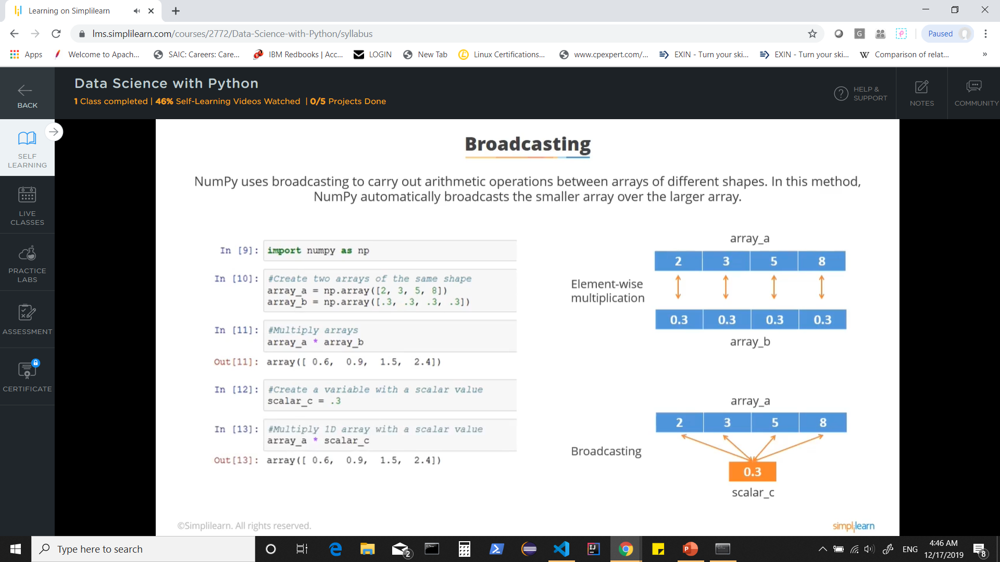 Learning on Simplilearn
lms.simplilearn.com/courses/2772/Data-Science-with-Python/syllabus
G
Paused
Apps
Welcome to Apach...
SAIC: Careers: Care...
IBM Redbooks | Acc...
LOGIN
New Tab
Linux Certifications...
www.cpexpert.com/...
EXIN - Turn your ski...
EXIN - Turn your ski...
W Comparison of relat...
»
BACK
Data Science with Python
1 Class completed | 46% Self-Learning Videos Watched | 0/5 Projects Done
HELP &
SUPPORT
NOTES
COMMUNITY
SELF
LEARNING
LIVE
CLASSES
PRACTICE
LABS
ASSESSMENT
CERTIFICATE
Broadcasting
NumPy uses broadcasting to carry out arithmetic operations between arrays of different shapes. In this method,
NumPy automatically broadcasts the smaller array over the larger array.
In [9]: import numpy as np
In [10]: #Create two arrays of the same shape
array_a = np.array([2, 3, 5, 8])
array_b = np.array([.3, .3, .3, .3])
In [11]: #Multiply arrays
array_a * array_b
Out[11]: array([ 0.6, 0.9, 1.5, 2.4])
In [12]: #Create a variable with a scalar value
scalar_c = .3
In [13]: #Multiply 1D array with a scalar value
array_a * scalar_c
Out[13]: array([ 0.6, 0.9, 1.5, 2.4])
array_a
2 3 5 8
Element-wise
multiplication
0.3 0.3 0.3 0.3
array_b
array_a
2 3 5 8
Broadcasting
0.3
scalar_c
©Simplilearn. All rights reserved.
simplilearn
Type here to search
2
IJ
P
ENG
4:46 AM
12/17/2019
8